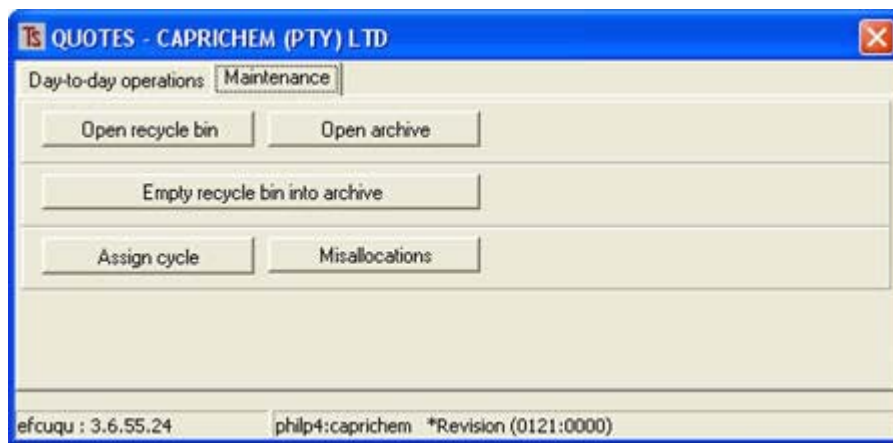 Ts QUOTES - CAPRICHEM (PTY) LTD
Day-to-day operations Maintenance
Open recycle bin Open archive
Empty recycle bin into archive
Assign cycle Misallocations
efcuqu : 3.6.55.24 philp4:caprichem *Revision (0121:0000)